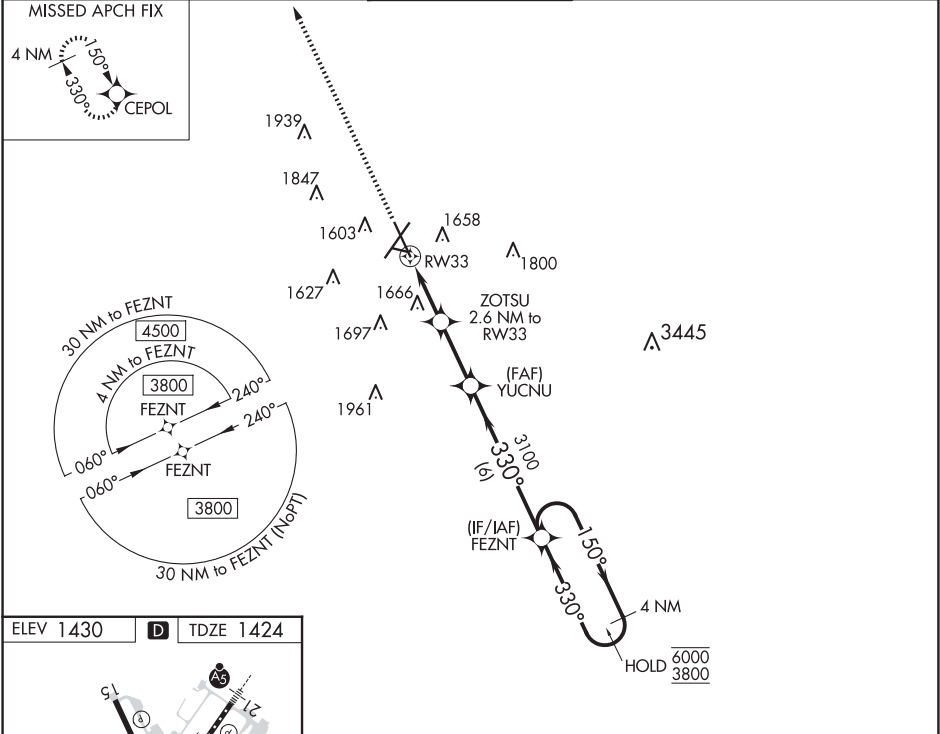 MISSED APCH FIX
4 NM
150°
330°
CEPOL
1939
1847
1603
1658
RW33
1800
1627
1666
ZOTSU
2.6 NM to
RW33
1697
3445
(FAF)
YUCNU
1961
30 NM to FEZNT
4500
4 NM to FEZNT
3800
FEZNT
240°
240°
060°
060°
FEZNT
3800
30 NM to FEZNT (NoPT)
3100
330°
(6)
(IF/IAF)
FEZNT
150°
330°
4 NM
HOLD 6000
3800
ELEV 1430 D TDZE 1424
15
A5
21
P